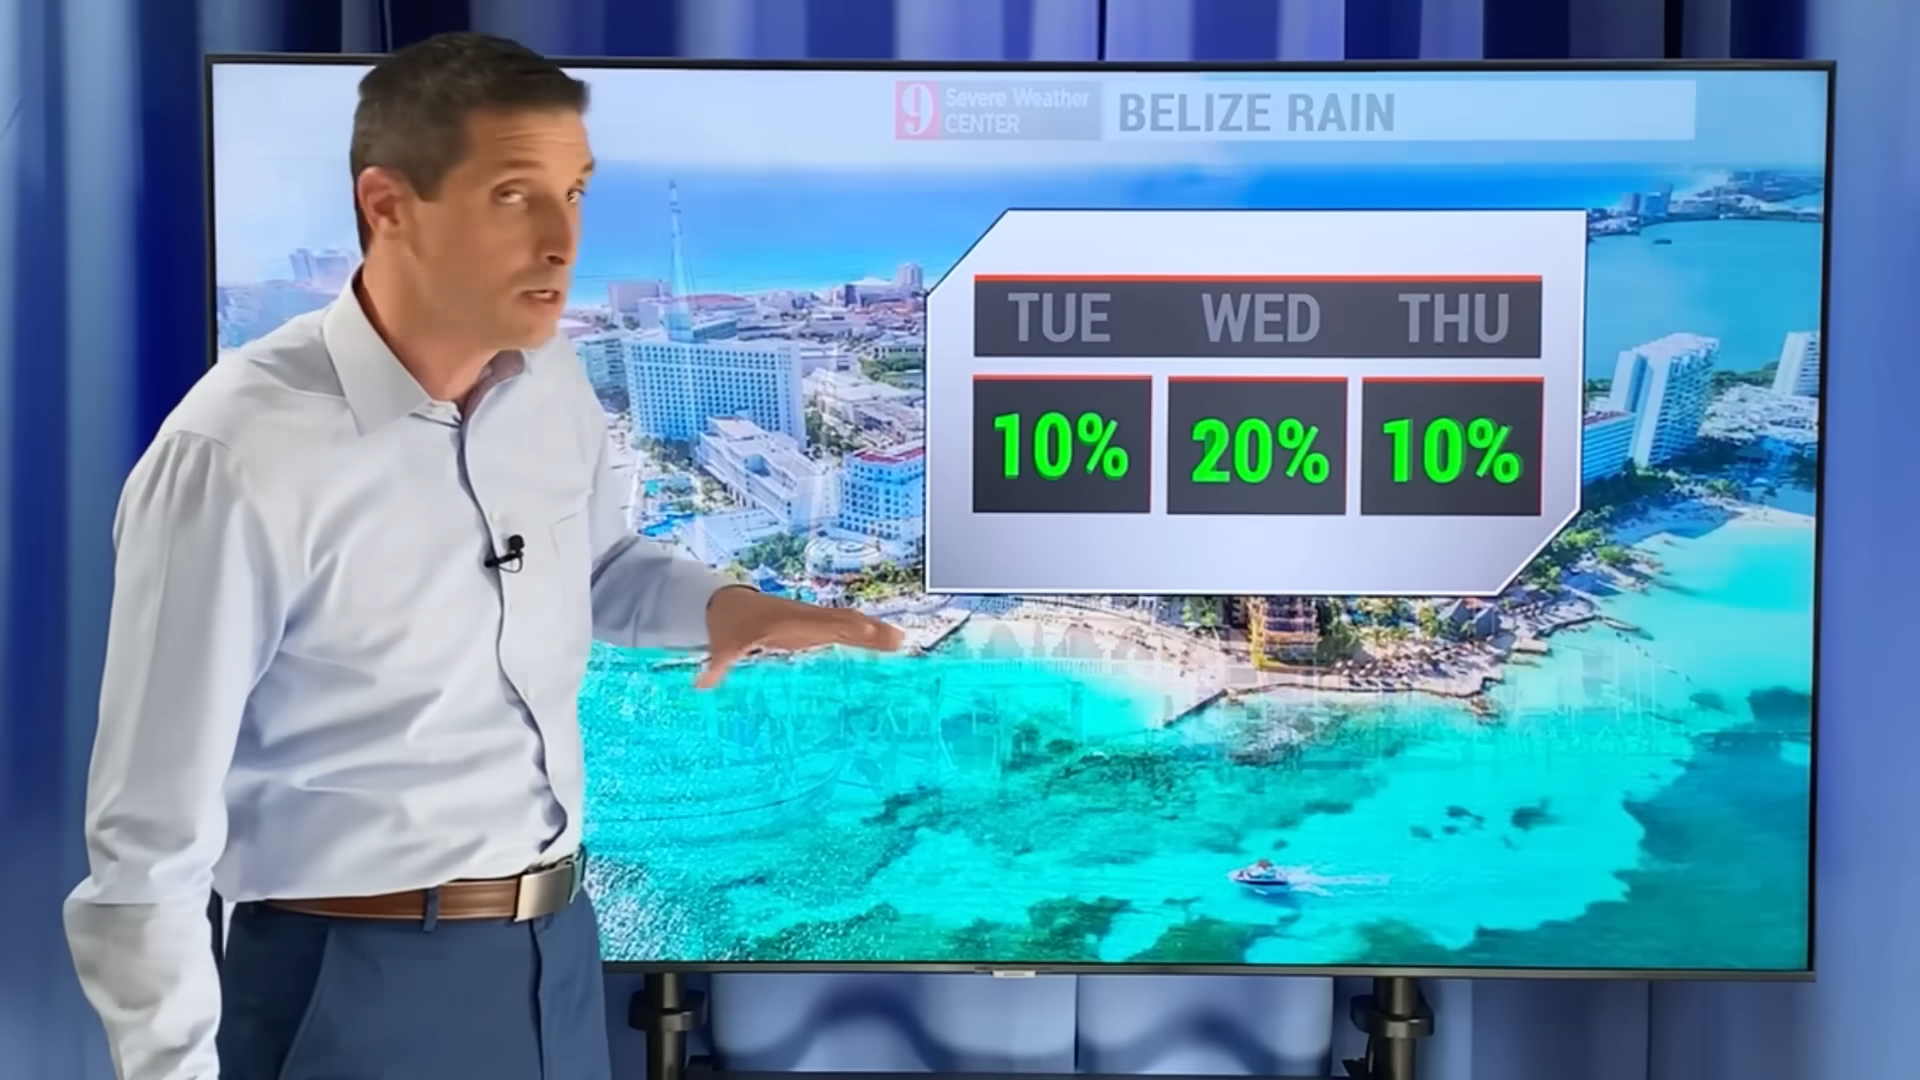 9 Severe Weather
CENTER
BELIZE RAIN
TUE WED THU
10% 20% 10%